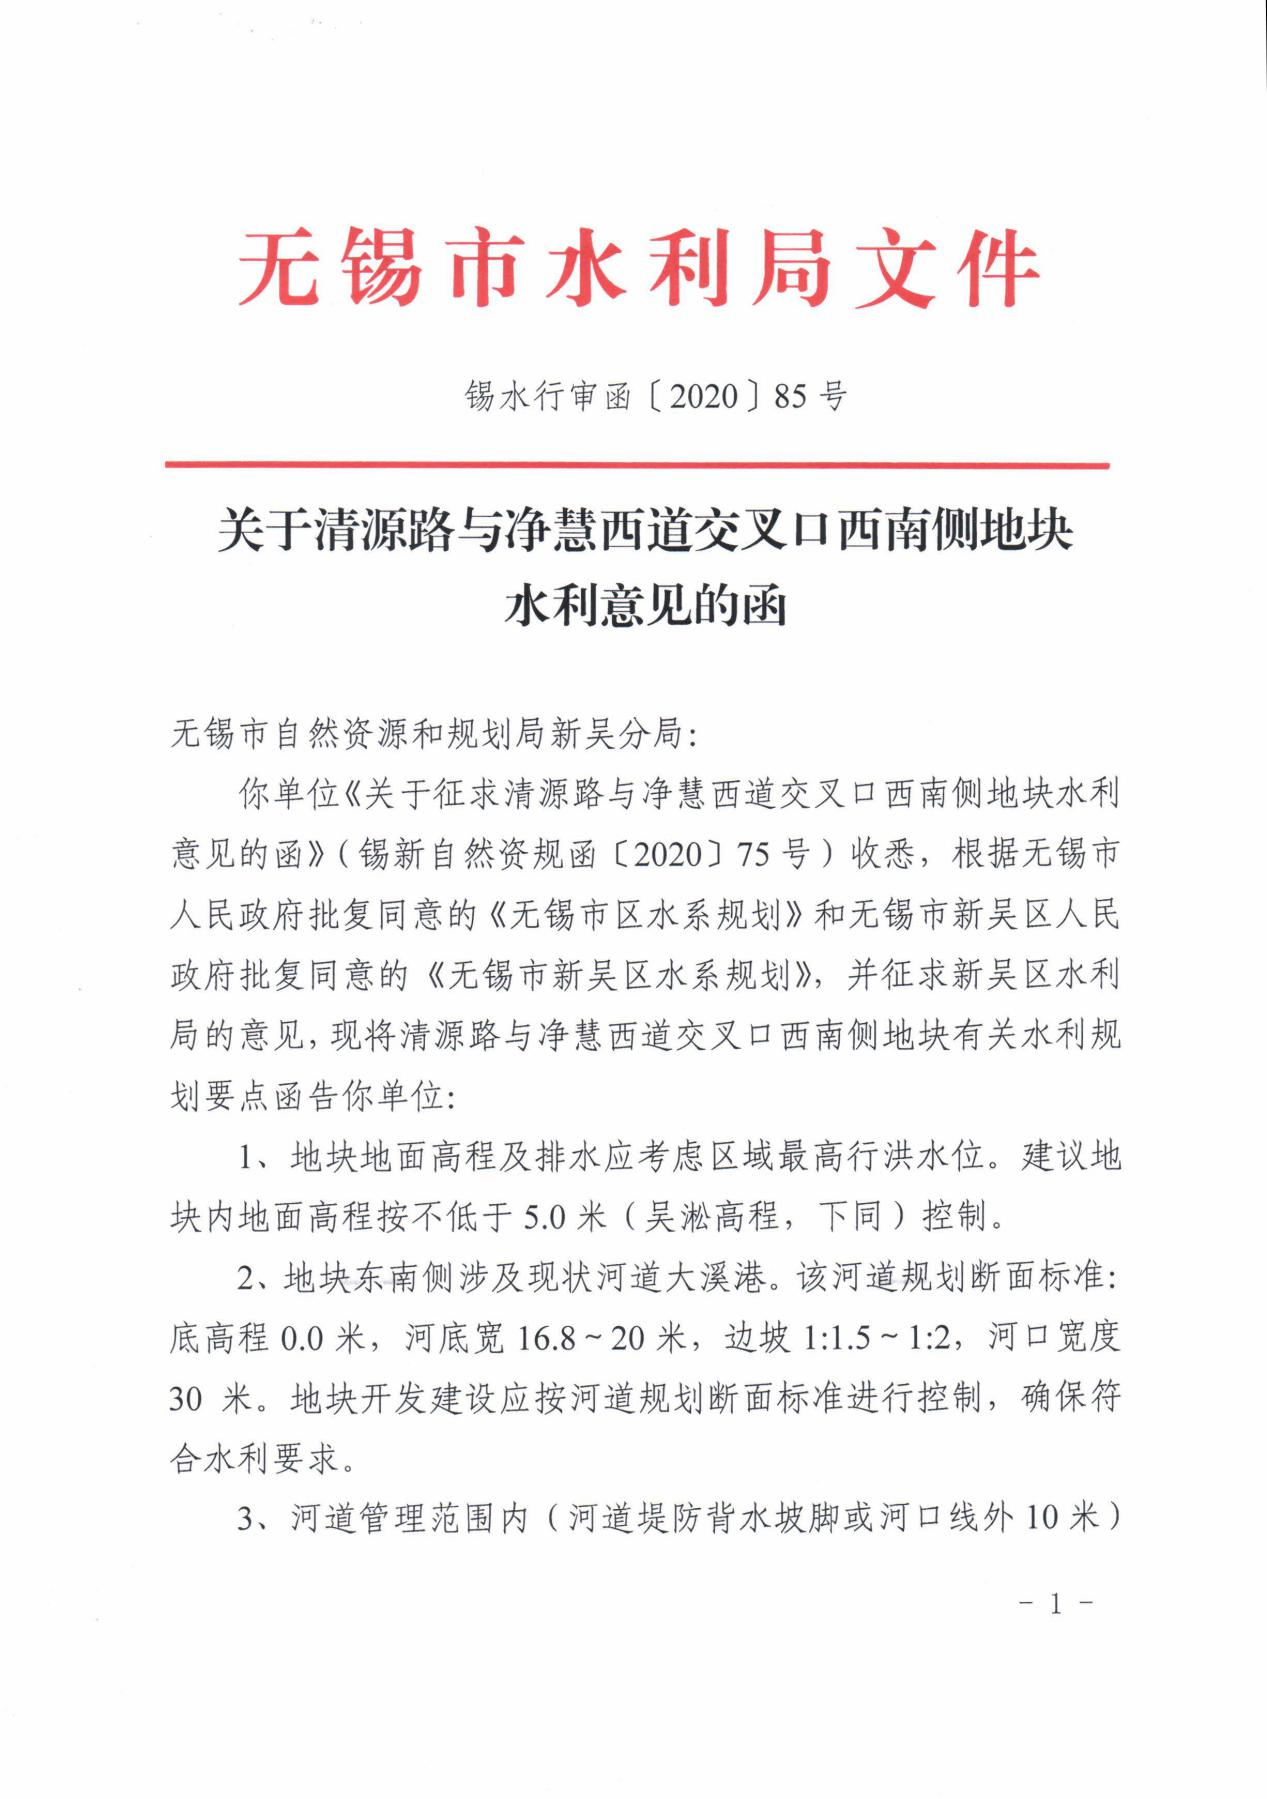 无锡市水利局文件
锡水行审函〔2020〕85号
关于清源路与净慧西道交叉口西南侧地块
水利意见的函
无锡市自然资源和规划局新吴分局：
你单位《关于征求清源路与净慧西道交叉口西南侧地块水利
意见的函》（锡新自然资规函〔2020〕75号）收悉，根据无锡市
人民政府批复同意的《无锡市区水系规划》和无锡市新吴区人民
政府批复同意的《无锡市新吴区水系规划》，并征求新吴区水利
局的意见，现将清源路与净慧西道交叉口西南侧地块有关水利规
划要点函告你单位：
1、地块地面高程及排水应考虑区域最高行洪水位。建议地
块内地面高程按不低于5.0米（吴淞高程，下同）控制。
2、地块东南侧涉及现状河道大溪港。该河道规划断面标准：
底高程0.0米，河底宽16.8～20米，边坡1:1.5～1:2，河口宽度
30米。地块开发建设应按河道规划断面标准进行控制，确保符
合水利要求。
3、河道管理范围内（河道堤防背水坡脚或河口线外10米）
- 1 -